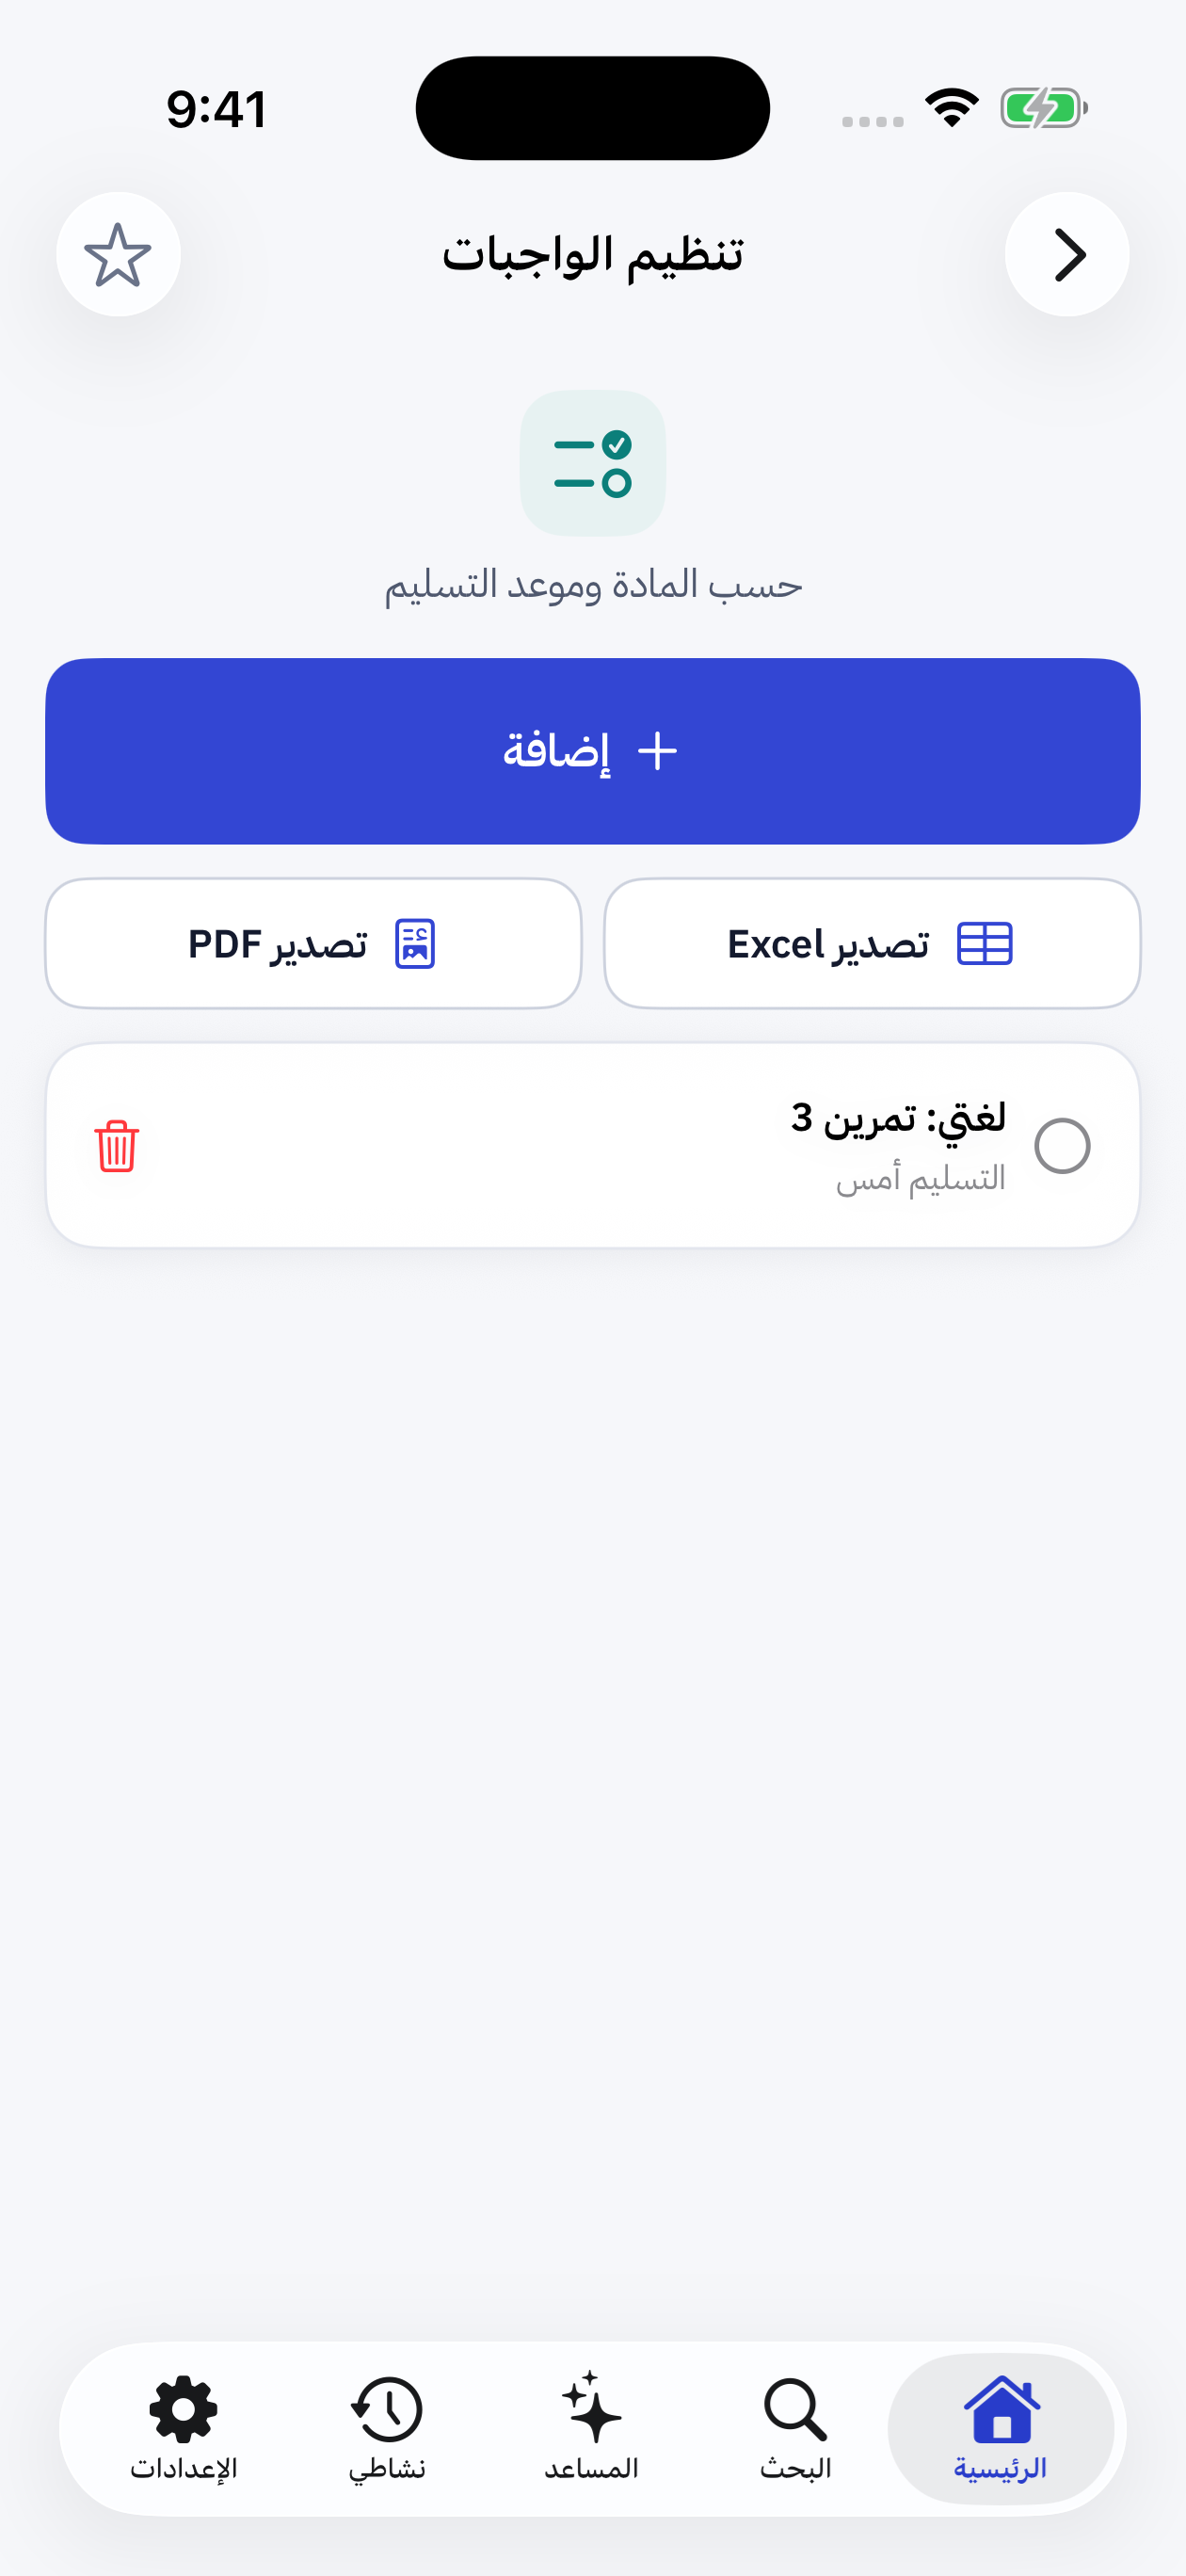 9:41
تنظيم الواجبات
حسب المادة وموعد التسليم
إضافة
تصدير Excel
تصدير PDF
لغتي: تمرين 3
التسليم أمس
الرئيسية
البحث
المساعد
نشاطي
الإعدادات